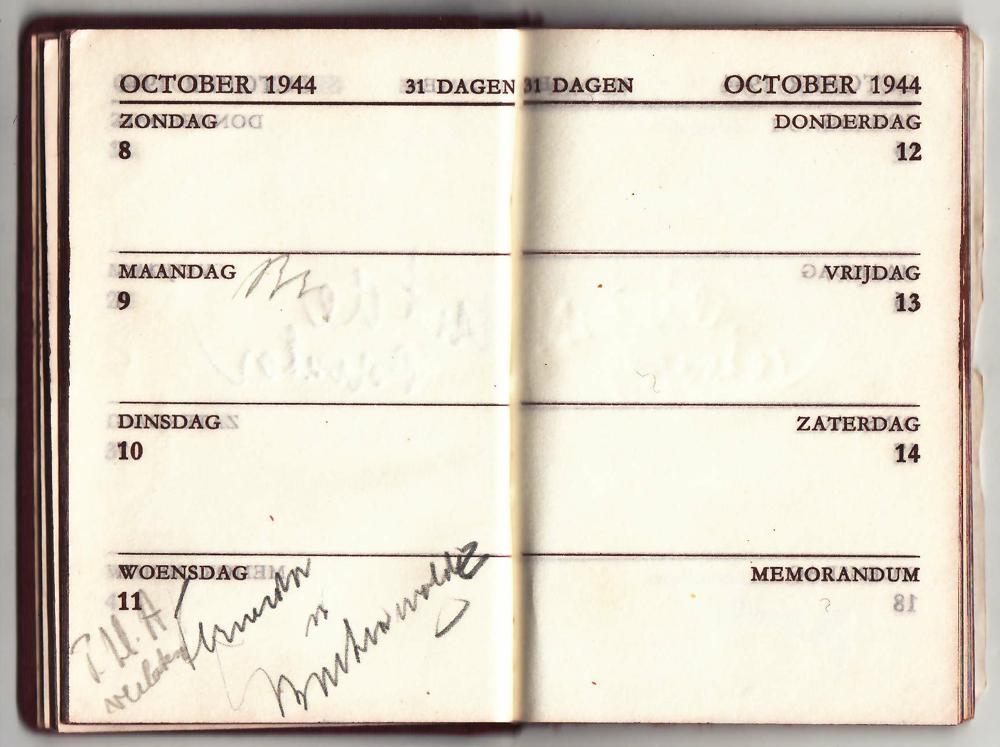 OCTOBER 1944 31 DAGEN
ZONDAG
8
MAANDAG
9
DINSDAG
10
WOENSDAG
11
P.W.A.
31 DAGEN OCTOBER 1944
DONDERDAG
12
VRIJDAG
13
ZATERDAG
14
MEMORANDUM